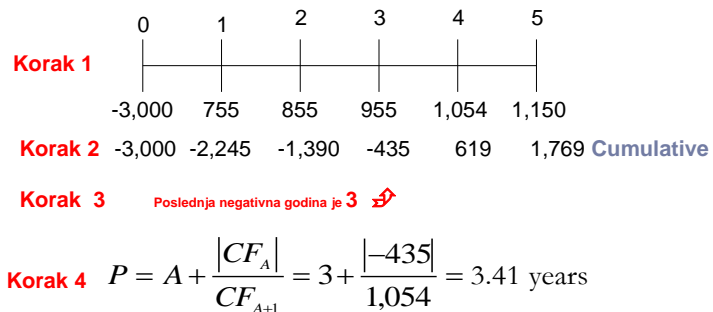 0 1 2 3 4 5
Korak 1
-3,000 755 855 955 1,054 1,150
Korak 2 -3,000 -2,245 -1,390 -435 619 1,769 Cumulative
Korak 3 Poslednja negativna godina je 3
Korak 4 P = A + |CF_A| / CF_{A+1} = 3 + |−435| / 1,054 = 3.41 years